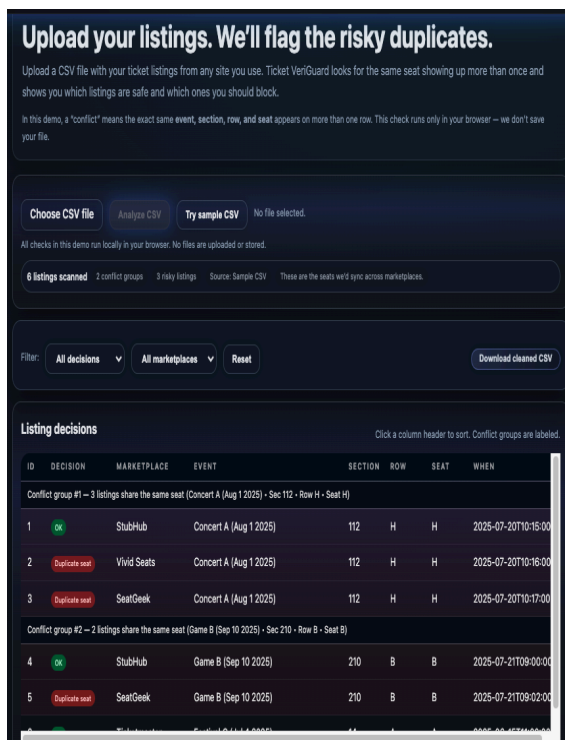 Upload your listings. We'll flag the risky duplicates.
Upload a CSV file with your ticket listings from any site you use. Ticket VeriGuard looks for the same seat showing up more than once and
shows you which listings are safe and which ones you should block.
In this demo, a "conflict" means the exact same event, section, row, and seat appears on more than one row. This check runs only in your browser — we don't save
your file.
Choose CSV file Analyze CSV Try sample CSV No file selected.
All checks in this demo run locally in your browser. No files are uploaded or stored.
6 listings scanned 2 conflict groups 3 risky listings Source: Sample CSV These are the seats we'd sync across marketplaces.
Filter: All decisions All marketplaces Reset Download cleaned CSV
Listing decisions Click a column header to sort. Conflict groups are labeled.
ID DECISION MARKETPLACE EVENT SECTION ROW SEAT WHEN
Conflict group #1 — 3 listings share the same seat (Concert A (Aug 1 2025) • Sec 112 • Row H • Seat H)
1 OK StubHub Concert A (Aug 1 2025) 112 H H 2025-07-20T10:15:00
2 Duplicate seat Vivid Seats Concert A (Aug 1 2025) 112 H H 2025-07-20T10:16:00
3 Duplicate seat SeatGeek Concert A (Aug 1 2025) 112 H H 2025-07-20T10:17:00
Conflict group #2 — 2 listings share the same seat (Game B (Sep 10 2025) • Sec 210 • Row B • Seat B)
4 OK StubHub Game B (Sep 10 2025) 210 B B 2025-07-21T09:00:00
5 Duplicate seat SeatGeek Game B (Sep 10 2025) 210 B B 2025-07-21T09:02:00